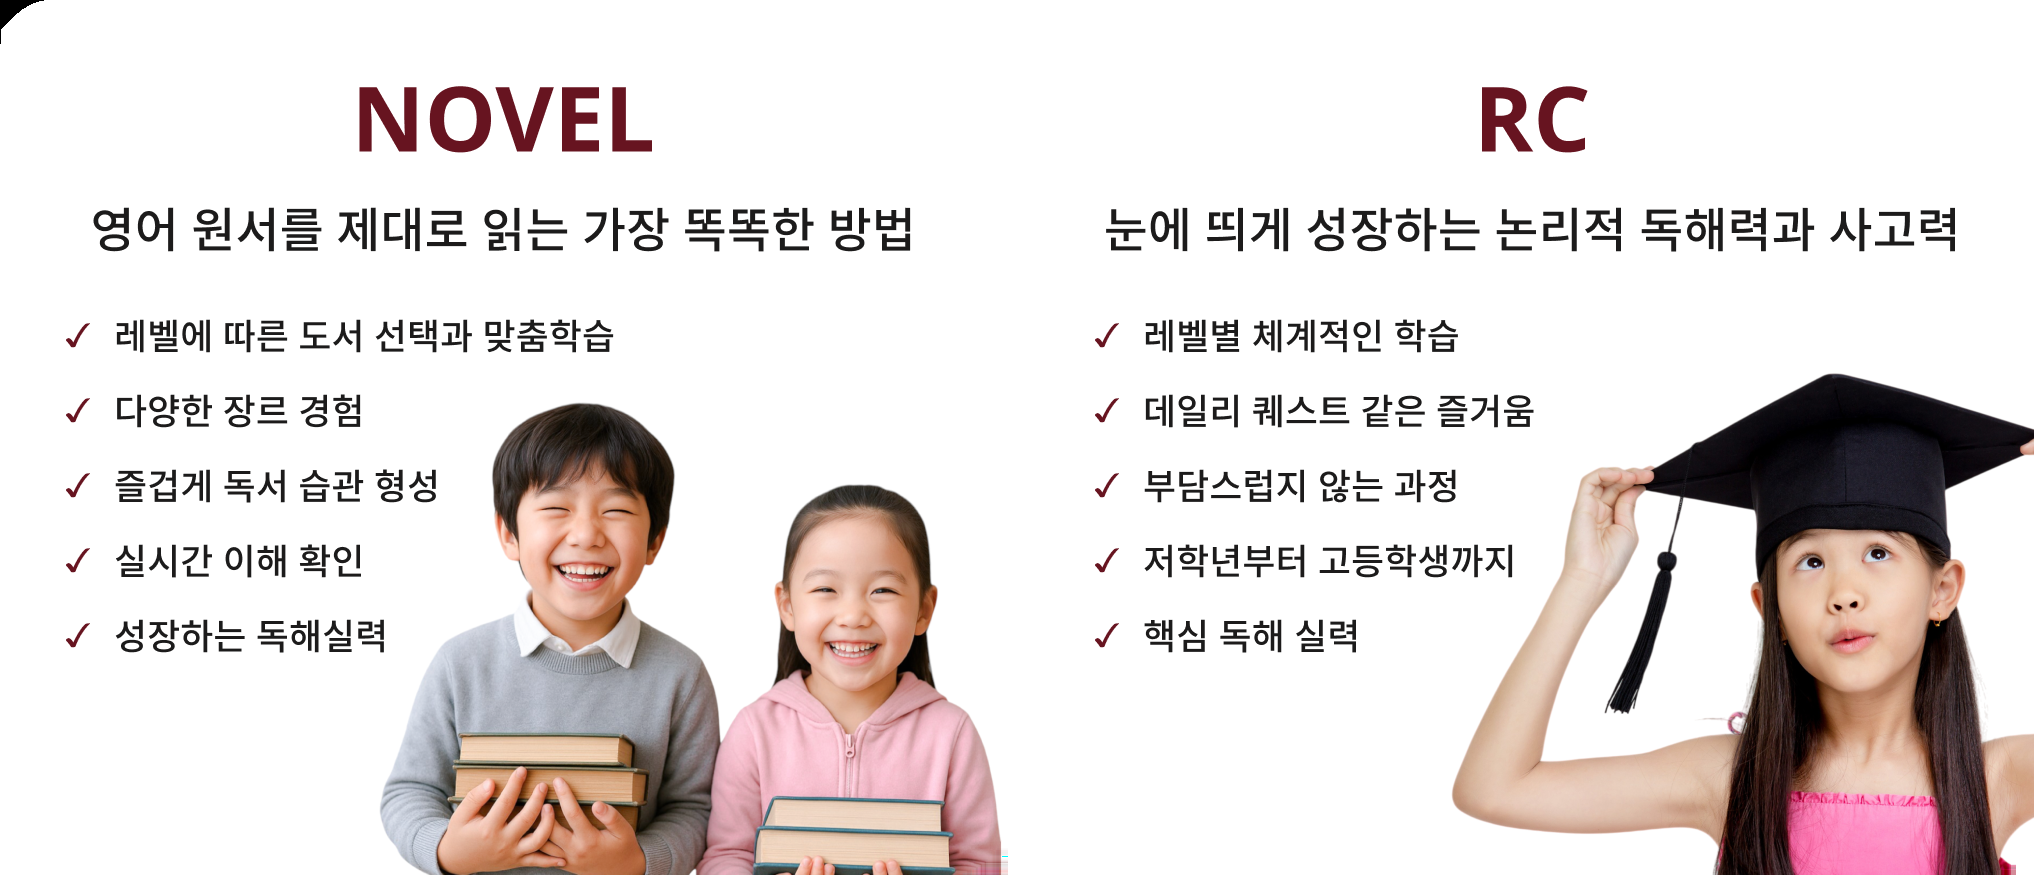 NOVEL
영어 원서를 제대로 읽는 가장 똑똑한 방법
✓ 레벨에 따른 도서 선택과 맞춤학습
✓ 다양한 장르 경험
✓ 즐겁게 독서 습관 형성
✓ 실시간 이해 확인
✓ 성장하는 독해실력
RC
눈에 띄게 성장하는 논리적 독해력과 사고력
✓ 레벨별 체계적인 학습
✓ 데일리 퀘스트 같은 즐거움
✓ 부담스럽지 않는 과정
✓ 저학년부터 고등학생까지
✓ 핵심 독해 실력